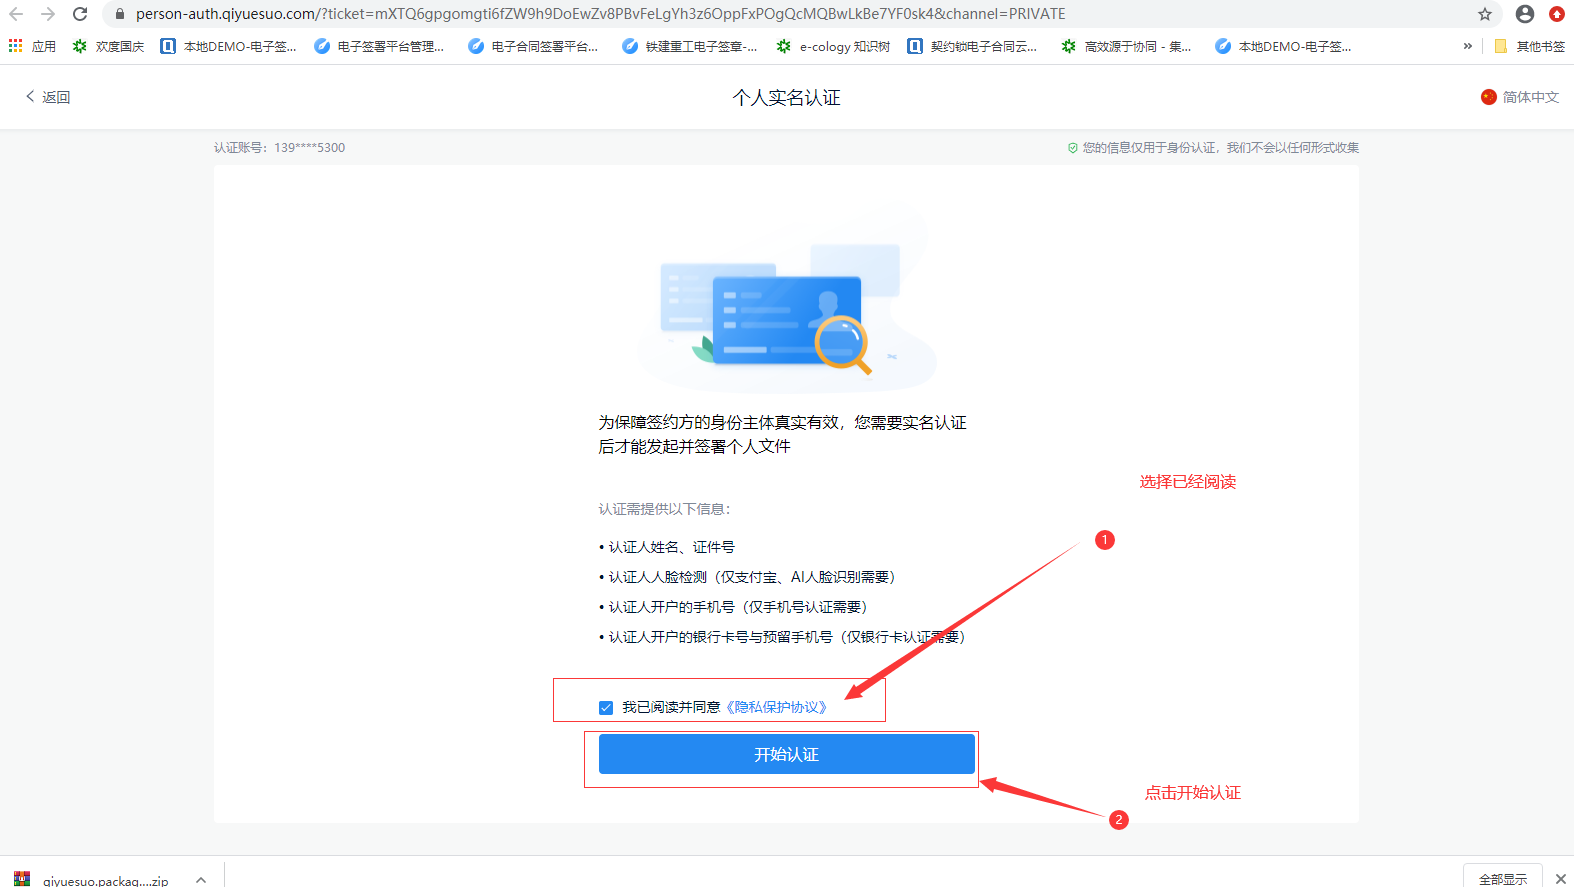 person-auth.qiyuesuo.com/?ticket=mXTQ6gpgomgti6fZW9h9DoEwZv8PBvFeLgYh3z6OppFxPOgQcMQBwLkBe7YF0sk4&channel=PRIVATE
应用 欢度国庆 本地DEMO-电子签... 电子签署平台管理... 电子合同签署平台... 铁建重工电子签章-... e-cology 知识树 契约锁电子合同云... 高效源于协同 - 集... 本地DEMO-电子签... » 其他书签
返回
个人实名认证
简体中文
认证账号：139****5300
您的信息仅用于身份认证，我们不会以任何形式收集
为保障签约方的身份主体真实有效，您需要实名认证
后才能发起并签署个人文件
选择已经阅读
认证需提供以下信息：
1
• 认证人姓名、证件号
• 认证人人脸检测（仅支付宝、AI人脸识别需要）
• 认证人开户的手机号（仅手机号认证需要）
• 认证人开户的银行卡号与预留手机号（仅银行卡认证需要）
我已阅读并同意《隐私保护协议》
开始认证
点击开始认证
2
qiyuesuo.packag....zip
全部显示